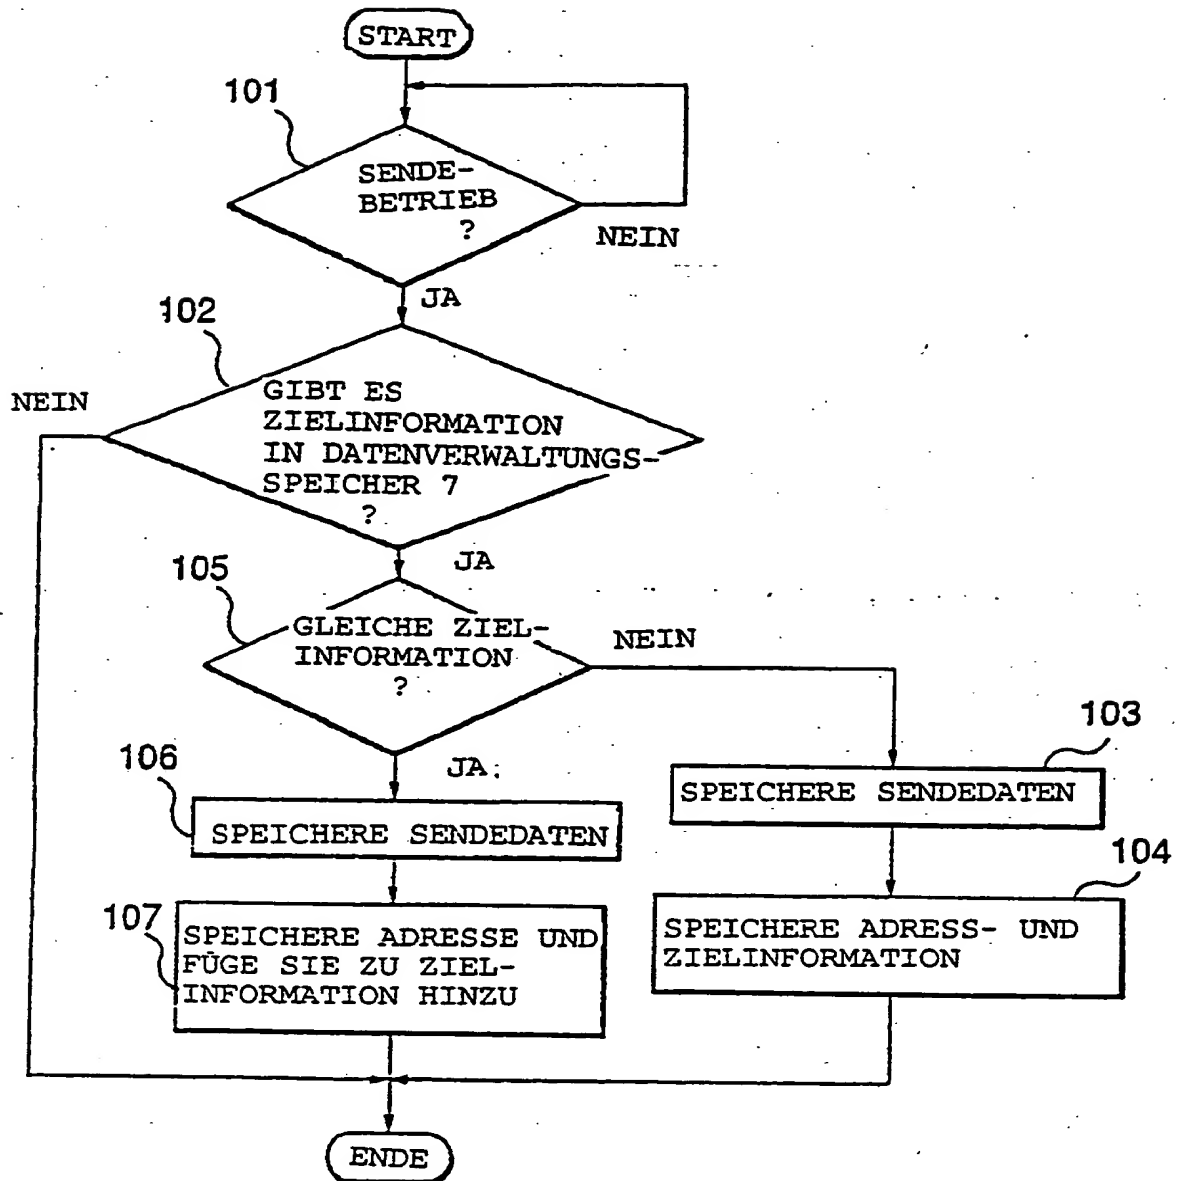 START
101
SENDE-
BETRIEB
?
NEIN
JA
102
NEIN
GIBT ES
ZIELINFORMATION
IN DATENVERWALTUNGS-
SPEICHER 7
?
JA
105
GLEICHE ZIEL-
INFORMATION
?
NEIN
JA
103
SPEICHERE SENDEDATEN
106
SPEICHERE SENDEDATEN
104
SPEICHERE ADRESS- UND
ZIELINFORMATION
107
SPEICHERE ADRESSE UND
FÜGE SIE ZU ZIEL-
INFORMATION HINZU
ENDE